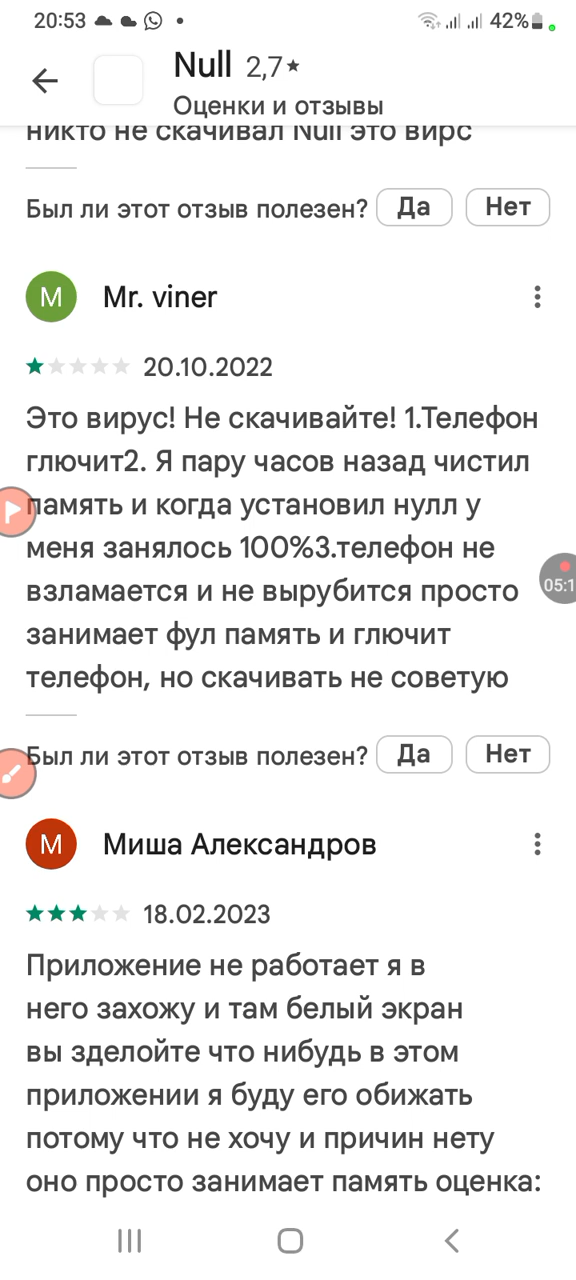 20:53
42%
Null 2,7★
Оценки и отзывы
никто не скачивал Null это вирс
Был ли этот отзыв полезен? Да Нет
M Mr. viner
20.10.2022
Это вирус! Не скачивайте! 1.Телефон
глючит2. Я пару часов назад чистил
память и когда установил нулл у
меня занялось 100%3.телефон не
взламается и не вырубится просто
05:1
занимает фул память и глючит
телефон, но скачивать не советую
Был ли этот отзыв полезен? Да Нет
М Миша Александров
18.02.2023
Приложение не работает я в
него захожу и там белый экран
вы зделойте что нибудь в этом
приложении я буду его обижать
потому что не хочу и причин нету
оно просто занимает память оценка: